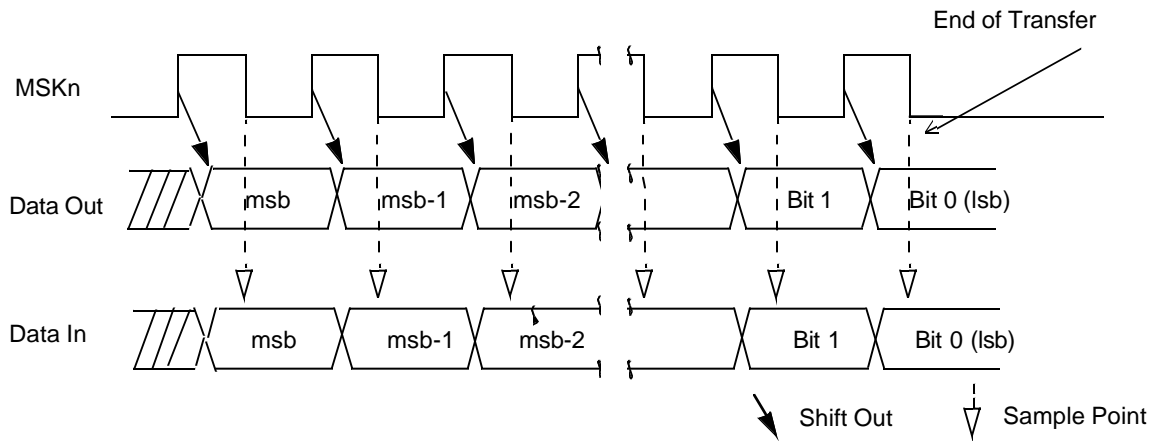 End of Transfer
MSKn
Data Out
msb
msb-1
msb-2
Bit 1
Bit 0 (lsb)
Data In
msb
msb-1
msb-2
Bit 1
Bit 0 (lsb)
Shift Out
Sample Point